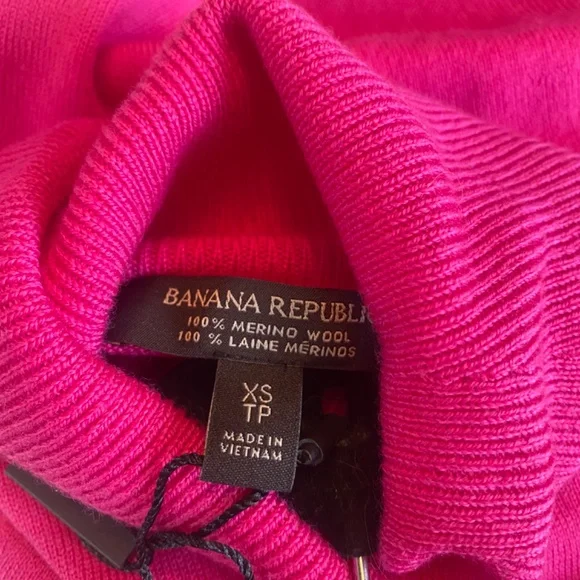 BANANA REPUBLIC
100% MERINO WOOL
100 % LAINE MÉRINOS
XS
TP
MADE IN
VIETNAM